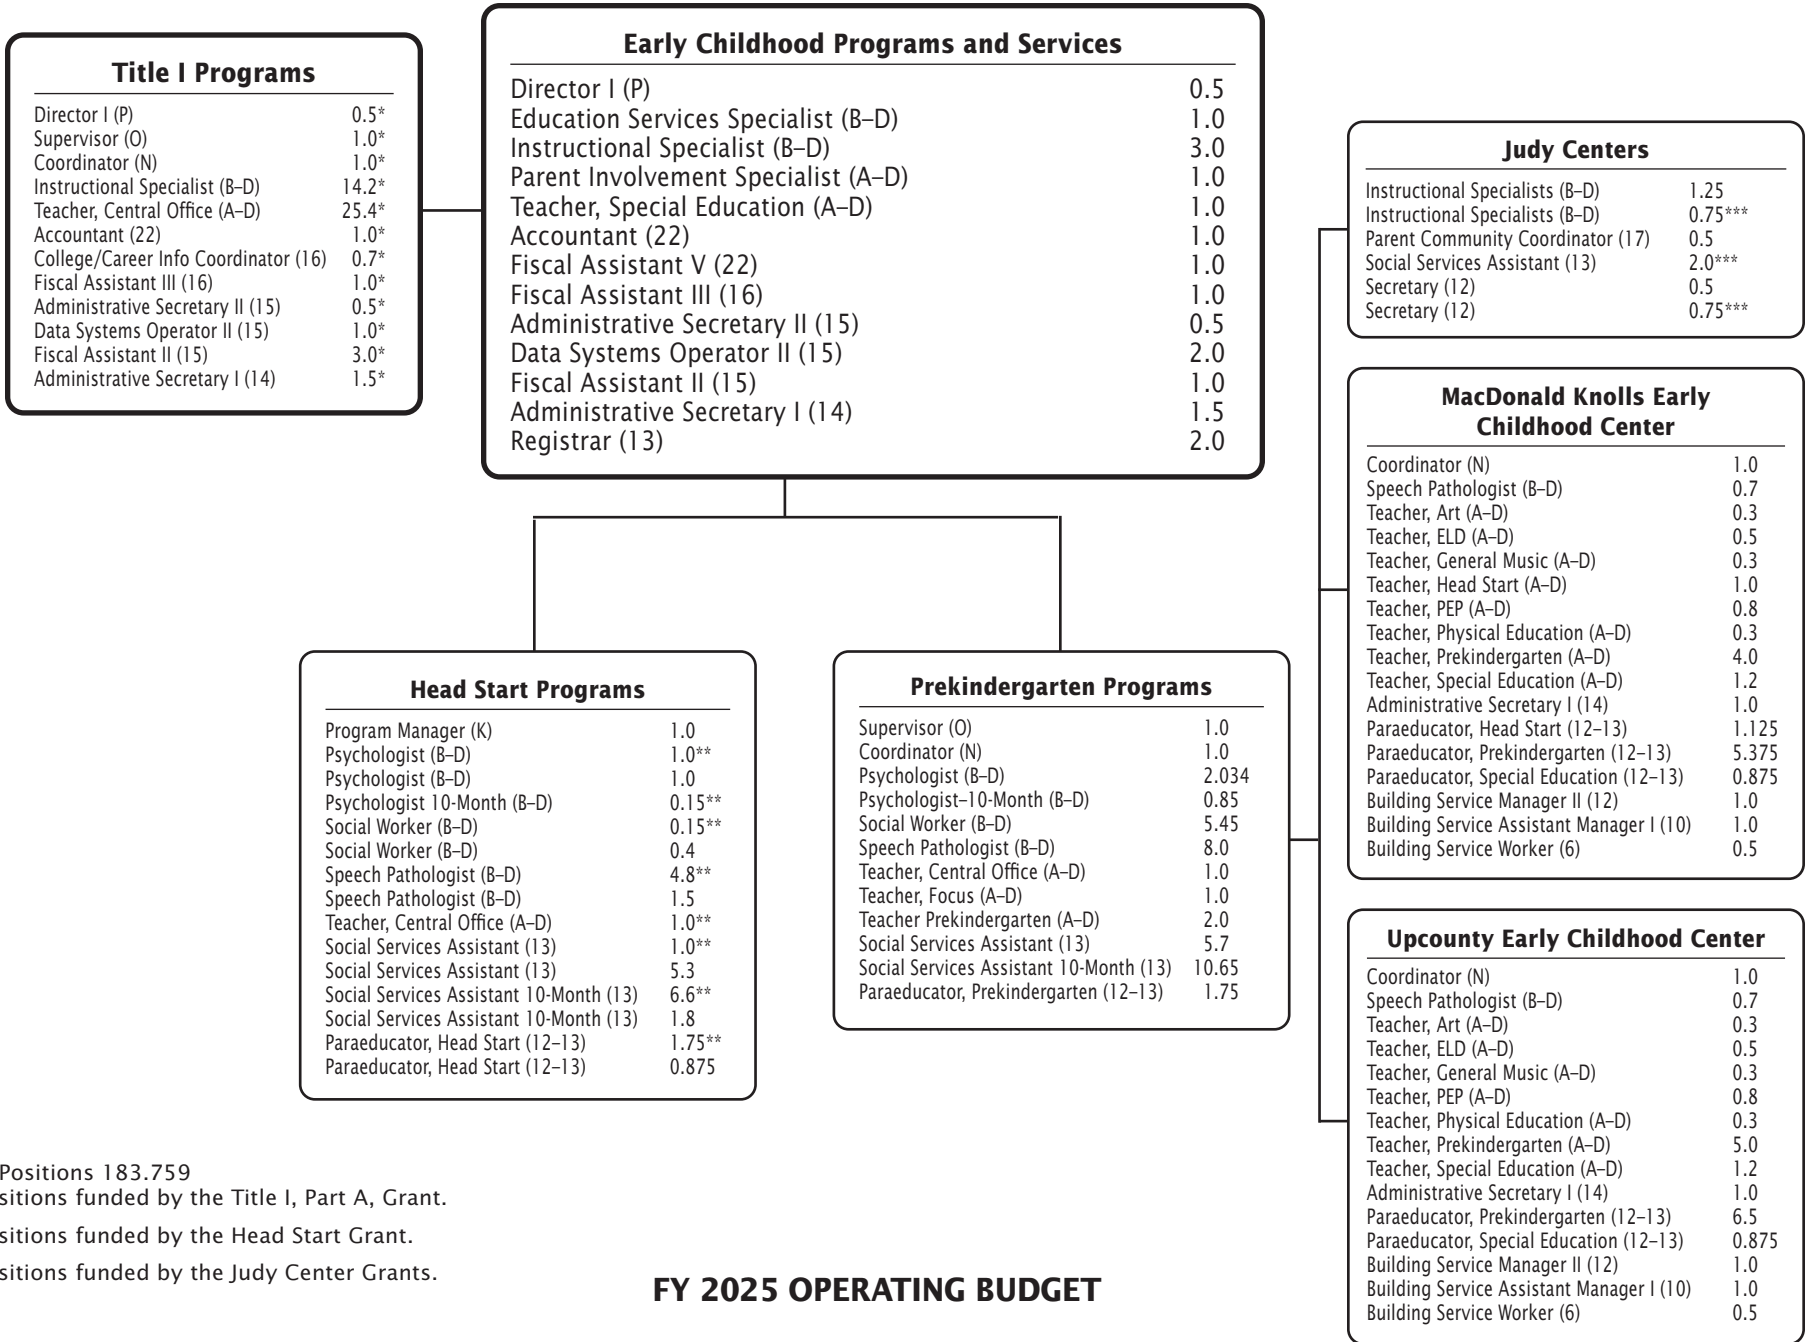 Title I Programs
Director I (P) 0.5*
Supervisor (O) 1.0*
Coordinator (N) 1.0*
Instructional Specialist (B–D) 14.2*
Teacher, Central Office (A–D) 25.4*
Accountant (22) 1.0*
College/Career Info Coordinator (16) 0.7*
Fiscal Assistant III (16) 1.0*
Administrative Secretary II (15) 0.5*
Data Systems Operator II (15) 1.0*
Fiscal Assistant II (15) 3.0*
Administrative Secretary I (14) 1.5*
Early Childhood Programs and Services
Director I (P) 0.5
Education Services Specialist (B–D) 1.0
Instructional Specialist (B–D) 3.0
Parent Involvement Specialist (A–D) 1.0
Teacher, Special Education (A–D) 1.0
Accountant (22) 1.0
Fiscal Assistant V (22) 1.0
Fiscal Assistant III (16) 1.0
Administrative Secretary II (15) 0.5
Data Systems Operator II (15) 2.0
Fiscal Assistant II (15) 1.0
Administrative Secretary I (14) 1.5
Registrar (13) 2.0
Judy Centers
Instructional Specialists (B–D) 1.25
Instructional Specialists (B–D) 0.75***
Parent Community Coordinator (17) 0.5
Social Services Assistant (13) 2.0***
Secretary (12) 0.5
Secretary (12) 0.75***
MacDonald Knolls Early
Childhood Center
Coordinator (N) 1.0
Speech Pathologist (B–D) 0.7
Teacher, Art (A–D) 0.3
Teacher, ELD (A–D) 0.5
Teacher, General Music (A–D) 0.3
Teacher, Head Start (A–D) 1.0
Teacher, PEP (A–D) 0.8
Teacher, Physical Education (A–D) 0.3
Teacher, Prekindergarten (A–D) 4.0
Teacher, Special Education (A–D) 1.2
Administrative Secretary I (14) 1.0
Paraeducator, Head Start (12–13) 1.125
Paraeducator, Prekindergarten (12–13) 5.375
Paraeducator, Special Education (12–13) 0.875
Building Service Manager II (12) 1.0
Building Service Assistant Manager I (10) 1.0
Building Service Worker (6) 0.5
Head Start Programs
Program Manager (K) 1.0
Psychologist (B–D) 1.0**
Psychologist (B–D) 1.0
Psychologist 10-Month (B–D) 0.15**
Social Worker (B–D) 0.15**
Social Worker (B–D) 0.4
Speech Pathologist (B–D) 4.8**
Speech Pathologist (B–D) 1.5
Teacher, Central Office (A–D) 1.0**
Social Services Assistant (13) 1.0**
Social Services Assistant (13) 5.3
Social Services Assistant 10-Month (13) 6.6**
Social Services Assistant 10-Month (13) 1.8
Paraeducator, Head Start (12–13) 1.75**
Paraeducator, Head Start (12–13) 0.875
Prekindergarten Programs
Supervisor (O) 1.0
Coordinator (N) 1.0
Psychologist (B–D) 2.034
Psychologist–10-Month (B–D) 0.85
Social Worker (B–D) 5.45
Speech Pathologist (B–D) 8.0
Teacher, Central Office (A–D) 1.0
Teacher, Focus (A–D) 1.0
Teacher Prekindergarten (A–D) 2.0
Social Services Assistant (13) 5.7
Social Services Assistant 10-Month (13) 10.65
Paraeducator, Prekindergarten (12–13) 1.75
Upcounty Early Childhood Center
Coordinator (N) 1.0
Speech Pathologist (B–D) 0.7
Teacher, Art (A–D) 0.3
Teacher, ELD (A–D) 0.5
Teacher, General Music (A–D) 0.3
Teacher, PEP (A–D) 0.8
Teacher, Physical Education (A–D) 0.3
Teacher, Prekindergarten (A–D) 5.0
Teacher, Special Education (A–D) 1.2
Administrative Secretary I (14) 1.0
Paraeducator, Prekindergarten (12–13) 6.5
Paraeducator, Special Education (12–13) 0.875
Building Service Manager II (12) 1.0
Building Service Assistant Manager I (10) 1.0
Building Service Worker (6) 0.5
Positions 183.759
sitions funded by the Title I, Part A, Grant.
sitions funded by the Head Start Grant.
sitions funded by the Judy Center Grants.
FY 2025 OPERATING BUDGET